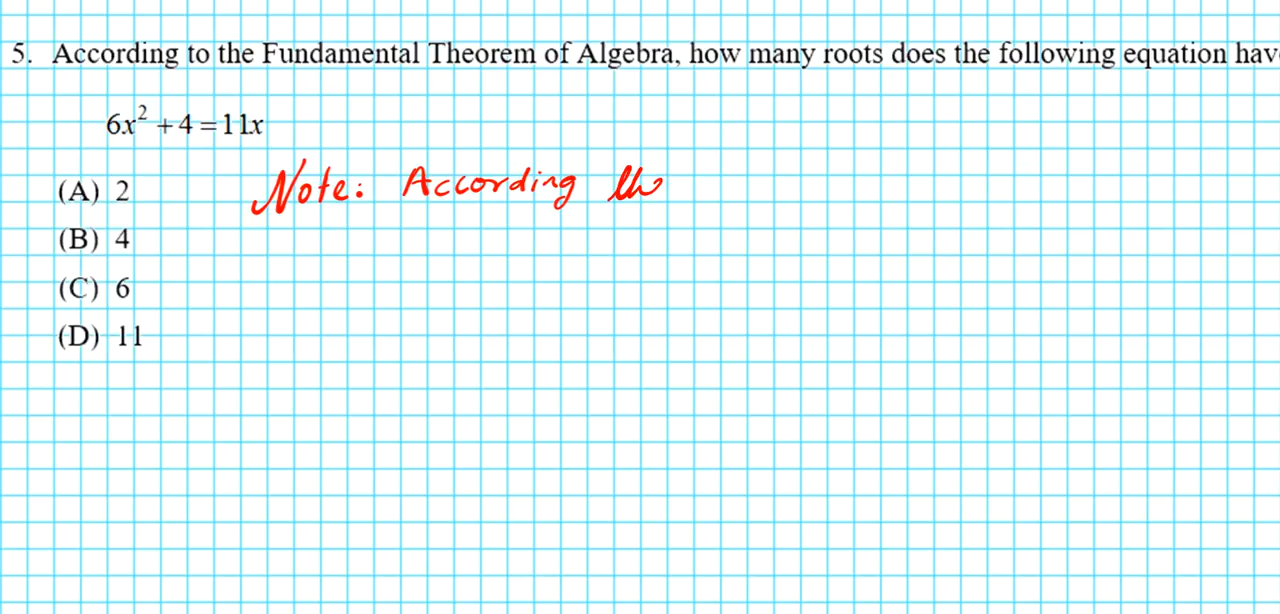 5. According to the Fundamental Theorem of Algebra, how many roots does the following equation hav
6x² + 4 = 11x
(A) 2
Note: According
(B) 4
(C) 6
(D) 11